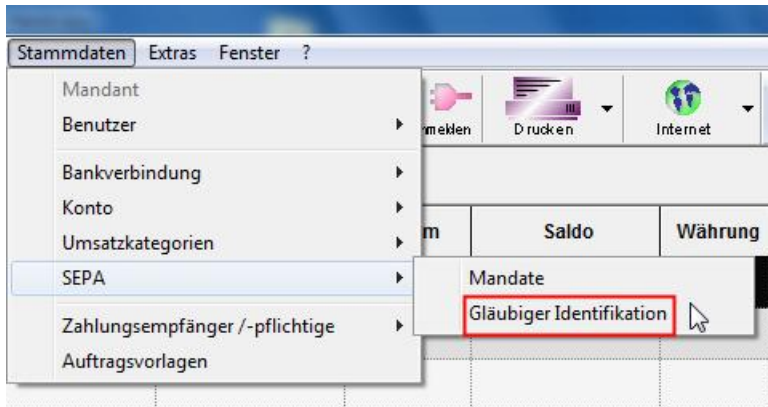 Stammdaten Extras Fenster ?
Mandant
Benutzer
Drucken
Internet
Bankverbindung
Konto
Umsatzkategorien
Saldo
Währung
SEPA
Mandate
Gläubiger Identifikation
Zahlungsempfänger /-pflichtige
Auftragsvorlagen